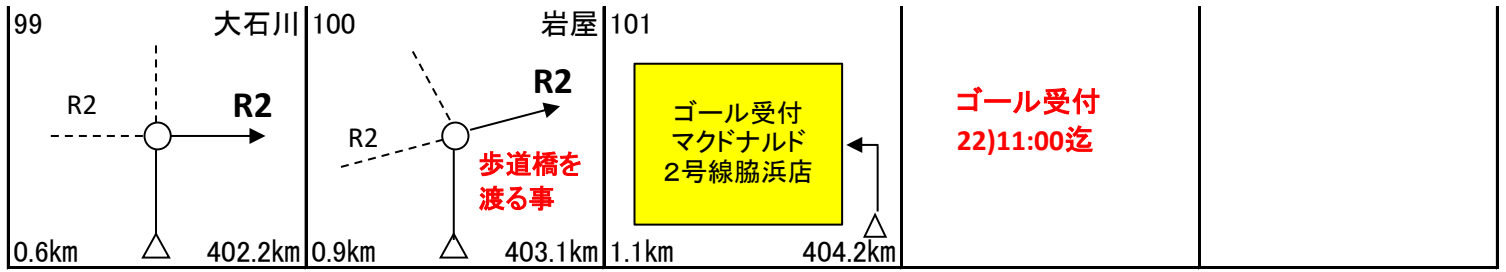 99 大石川
R2 R2
0.6km 402.2km
100 岩屋
R2
R2
歩道橋を
渡る事
0.9km 403.1km
101
ゴール受付
マクドナルド
２号線脇浜店
1.1km 404.2km
ゴール受付
22)11:00迄